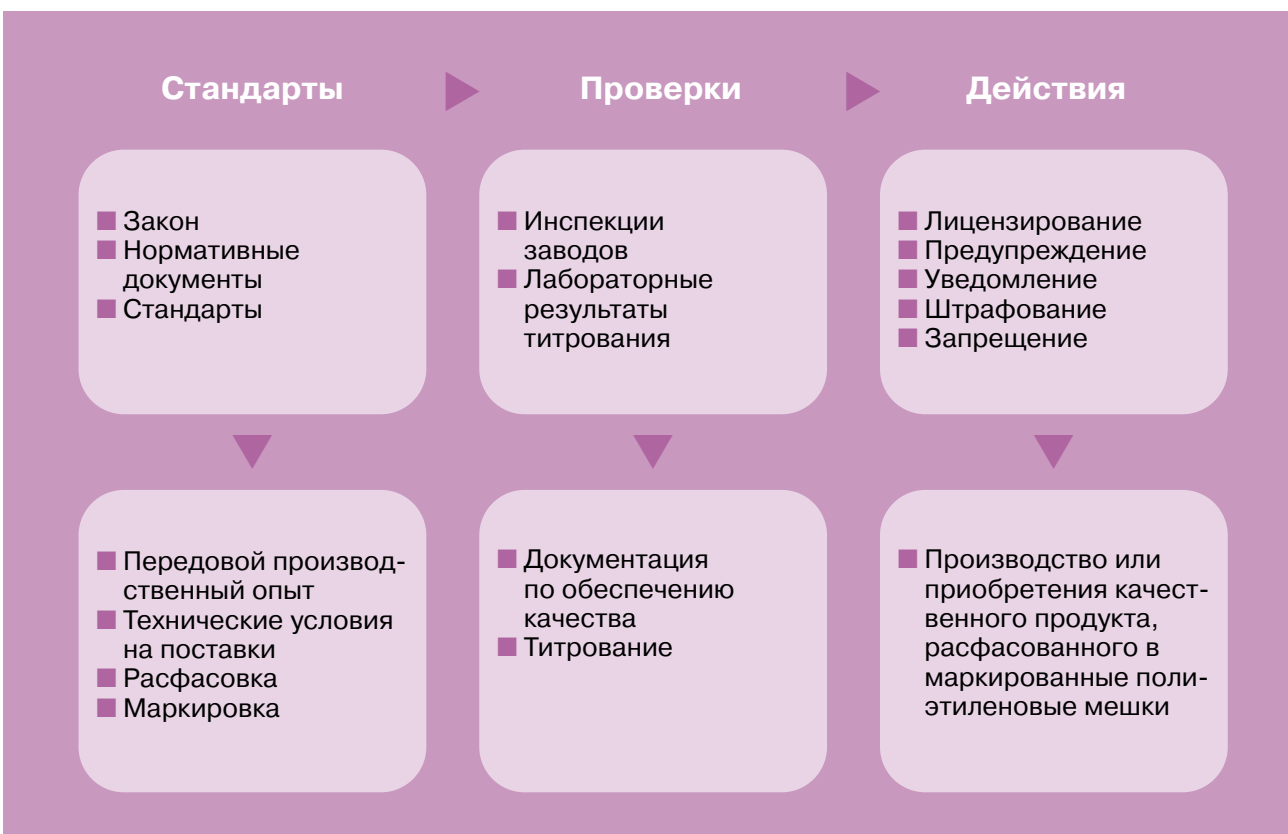 Стандарты
Проверки
Действия
Закон
Нормативные
документы
Стандарты
Инспекции
заводов
Лабораторные
результаты
титрования
Лицензирование
Предупреждение
Уведомление
Штрафование
Запрещение
Передовой производ-
ственный опыт
Технические условия
на поставки
Расфасовка
Маркировка
Документация
по обеспечению
качества
Титрование
Производство или
приобретения качест-
венного продукта,
расфасованного в
маркированные поли-
этиленовые мешки